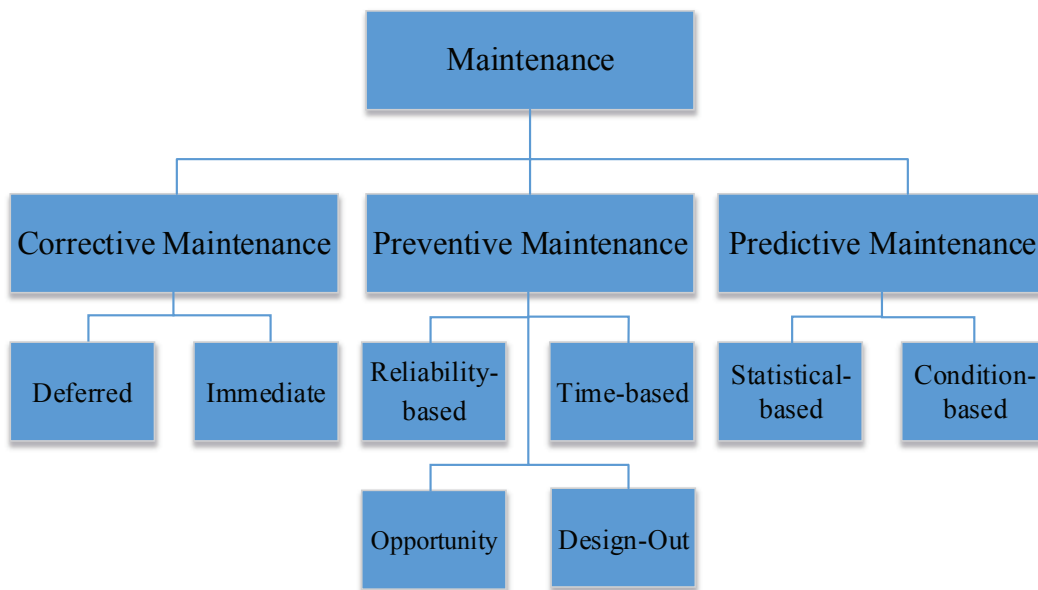 Maintenance
Corrective Maintenance
Preventive Maintenance
Predictive Maintenance
Deferred
Immediate
Reliability-
based
Time-based
Statistical-
based
Condition-
based
Opportunity
Design-Out